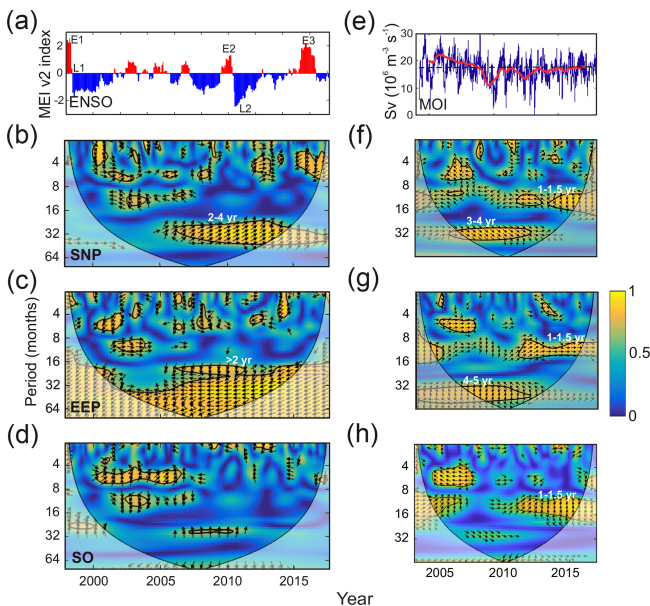 (a)
MEI v2 index
2
0
-2
E1
L1
E2
L2
E3
ENSO
(e)
Sv (10⁶ m⁻³ s⁻¹)
30
20
10
0
MOI
(b)
4
8
16
32
64
2-4 yr
SNP
(f)
4
8
16
32
1-1.5 yr
3-4 yr
(c)
Period (months)
4
8
16
32
64
>2 yr
EEP
(g)
4
8
16
32
1-1.5 yr
4-5 yr
1
0.5
0
(d)
4
8
16
32
64
SO
2000
2005
2010
2015
(h)
4
8
16
32
1-1.5 yr
2005
2010
2015
Year